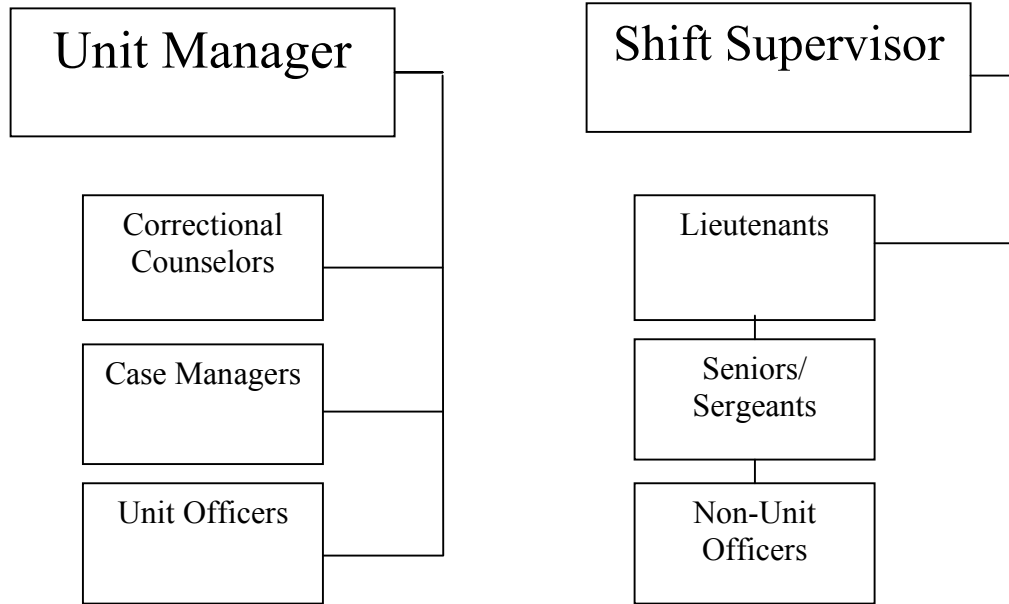 Unit Manager
Correctional
Counselors
Case Managers
Unit Officers
Shift Supervisor
Lieutenants
Seniors/
Sergeants
Non-Unit
Officers